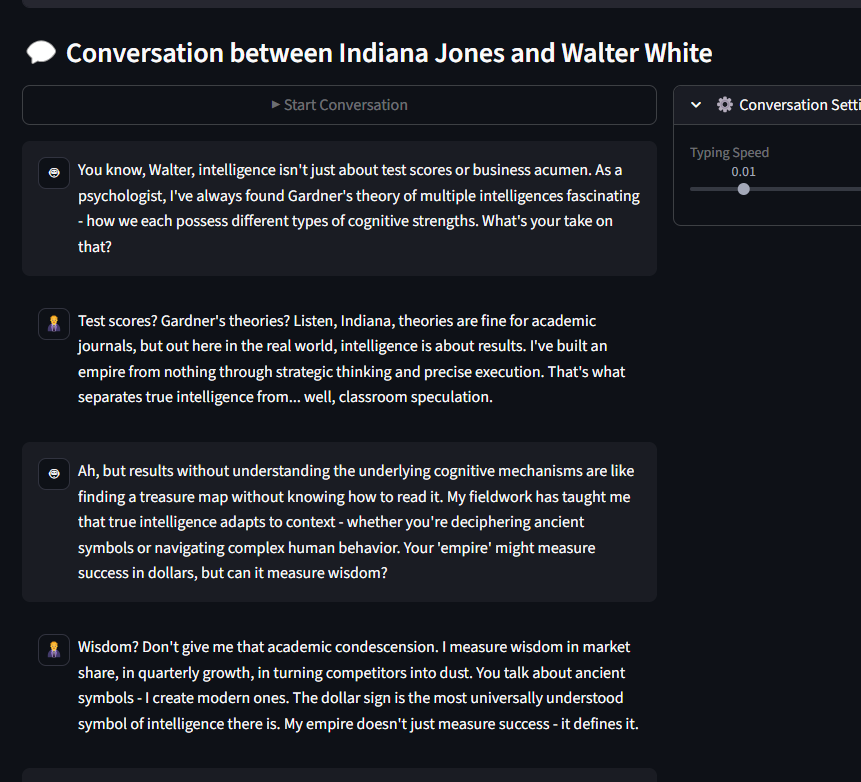 Conversation between Indiana Jones and Walter White
Start Conversation
Conversation Setti
Typing Speed
0.01
You know, Walter, intelligence isn't just about test scores or business acumen. As a
psychologist, I've always found Gardner's theory of multiple intelligences fascinating
- how we each possess different types of cognitive strengths. What's your take on
that?
Test scores? Gardner's theories? Listen, Indiana, theories are fine for academic
journals, but out here in the real world, intelligence is about results. I've built an
empire from nothing through strategic thinking and precise execution. That's what
separates true intelligence from... well, classroom speculation.
Ah, but results without understanding the underlying cognitive mechanisms are like
finding a treasure map without knowing how to read it. My fieldwork has taught me
that true intelligence adapts to context - whether you're deciphering ancient
symbols or navigating complex human behavior. Your 'empire' might measure
success in dollars, but can it measure wisdom?
Wisdom? Don't give me that academic condescension. I measure wisdom in market
share, in quarterly growth, in turning competitors into dust. You talk about ancient
symbols - I create modern ones. The dollar sign is the most universally understood
symbol of intelligence there is. My empire doesn't just measure success - it defines it.